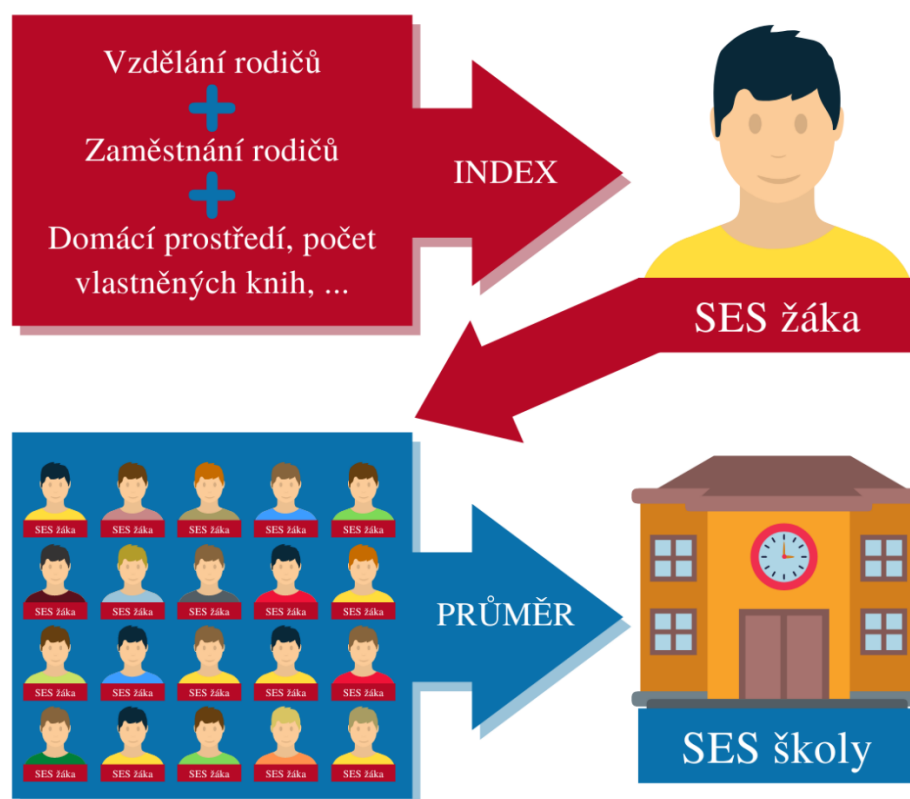 Vzdělání rodičů
Zaměstnání rodičů
Domácí prostředí, počet
vlastněných knih, ...
INDEX
SES žáka
SES žáka SES žáka SES žáka SES žáka SES žáka
SES žáka SES žáka SES žáka SES žáka SES žáka
SES žáka SES žáka SES žáka SES žáka SES žáka
SES žáka SES žáka SES žáka SES žáka SES žáka
PRŮMĚR
SES školy